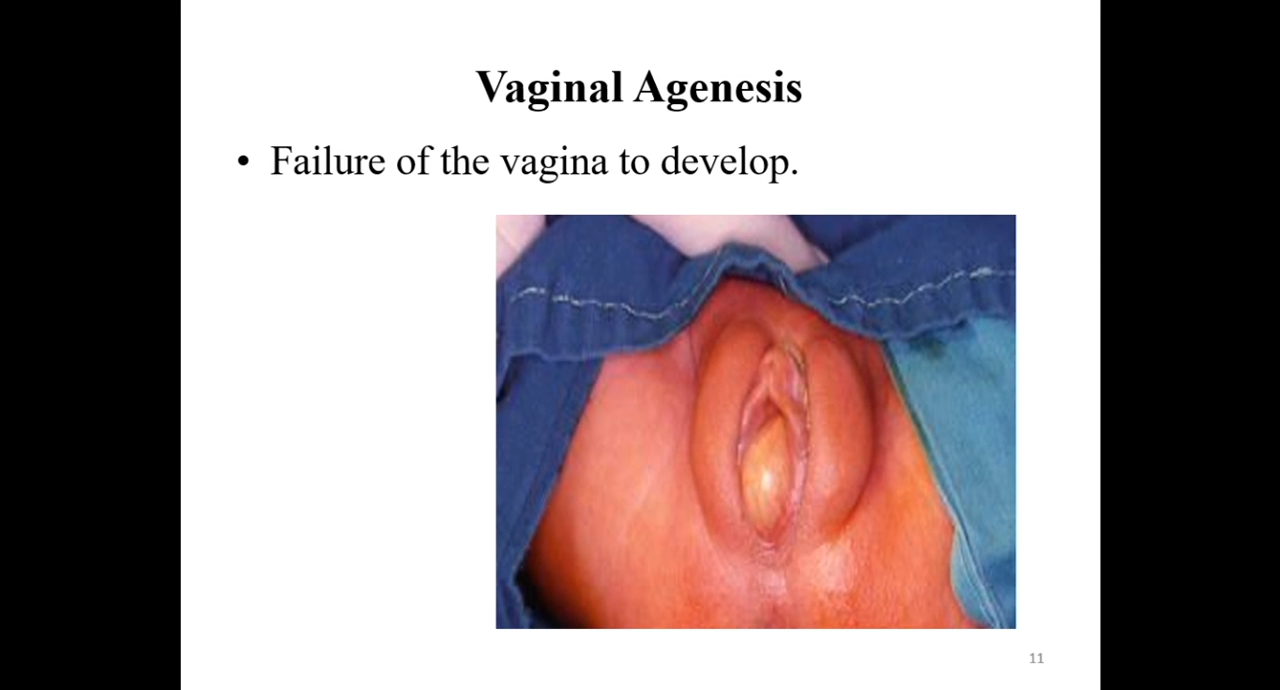 Vaginal Agenesis
• Failure of the vagina to develop.
11